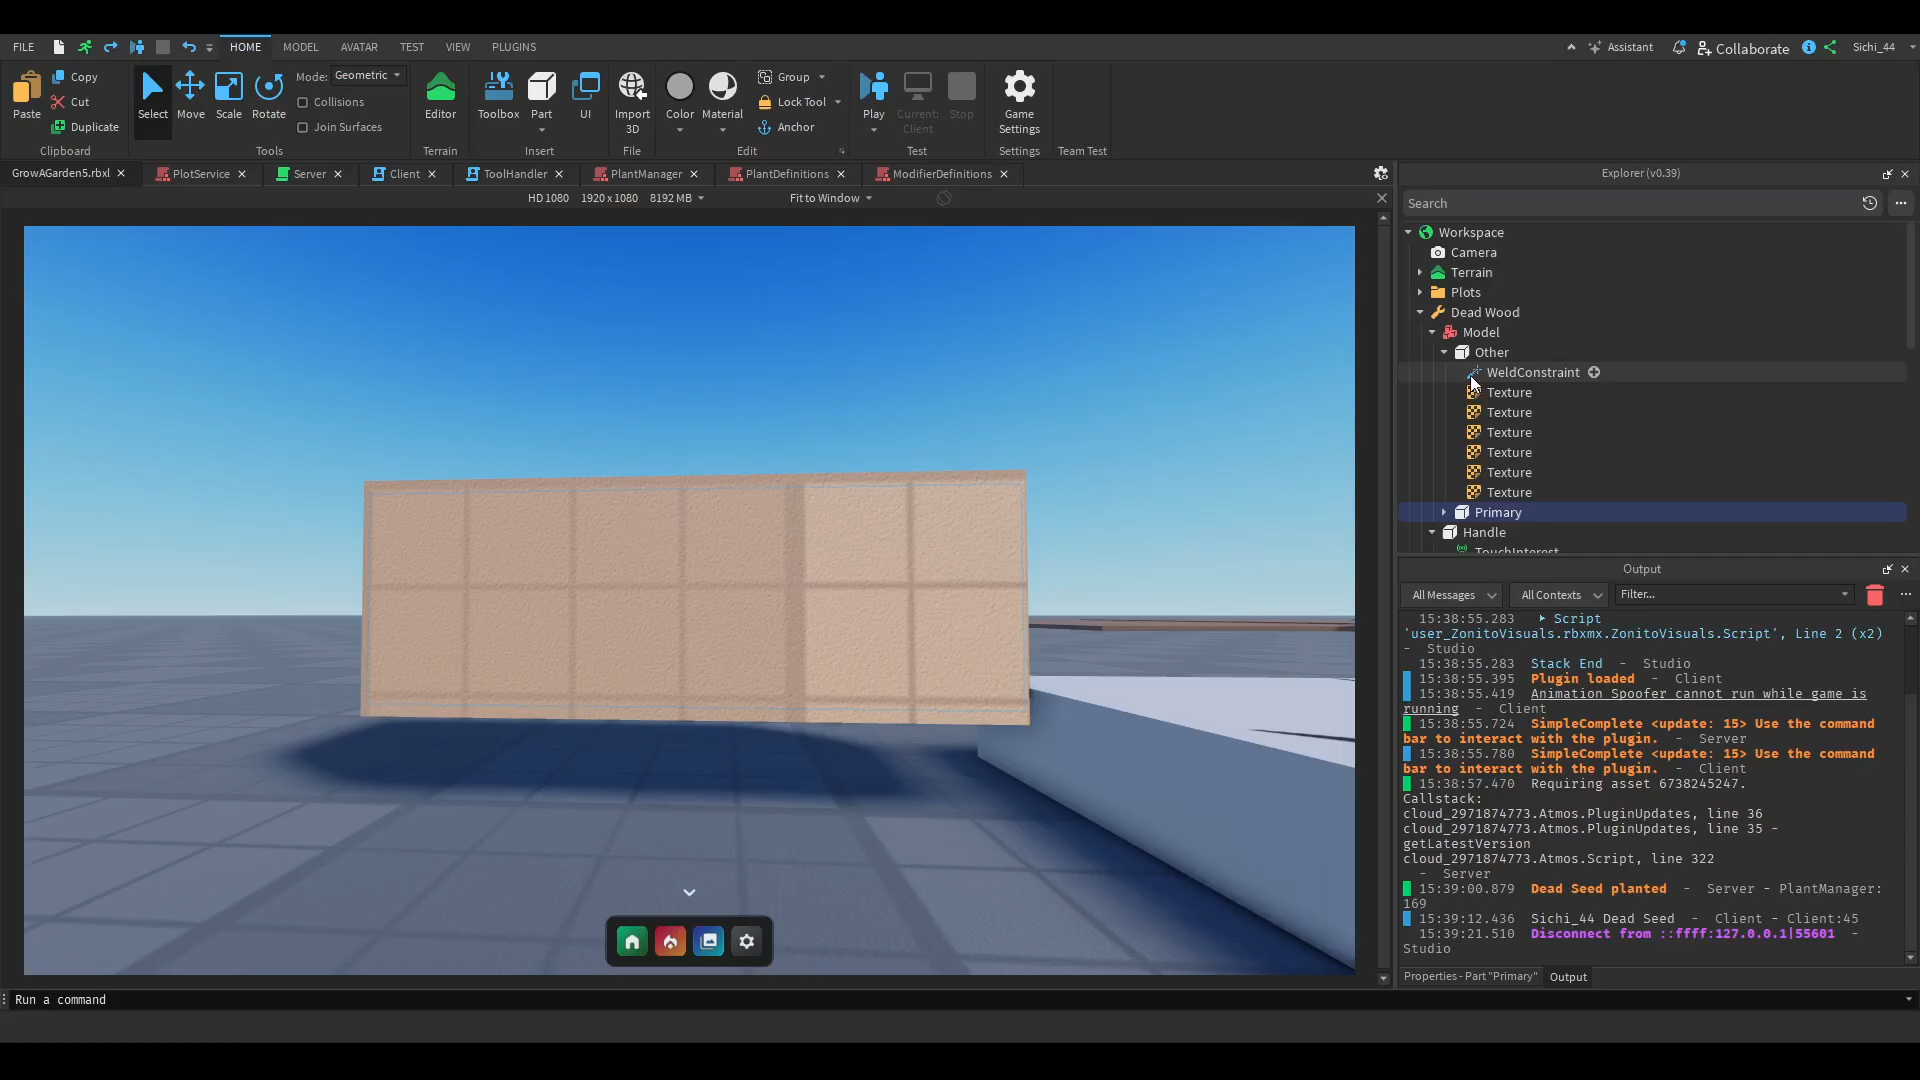 FILE
HOME
MODEL
AVATAR
TEST
VIEW
PLUGINS
Assistant
Collaborate
Sichi_44
Paste
Copy
Cut
Duplicate
Clipboard
Select
Move
Scale
Rotate
Mode:
Geometric
Collisions
Join Surfaces
Tools
Editor
Terrain
Toolbox
Part
UI
Insert
Import
3D
File
Color
Material
Group
Lock Tool
Anchor
Edit
Play
Current:
Client
Stop
Test
Game
Settings
Settings
Team Test
GrowAGarden5.rbxl
PlotService
Server
Client
ToolHandler
PlantManager
PlantDefinitions
ModifierDefinitions
HD 1080 1920 x 1080 8192 MB
Fit to Window
Explorer (v0.39)
Search
Workspace
Camera
Terrain
Plots
Dead Wood
Model
Other
WeldConstraint
Texture
Texture
Texture
Texture
Texture
Texture
Primary
Handle
TouchInterest
Output
All Messages
All Contexts
Filter...
15:38:55.283 Script
'user_ZonitoVisuals.rbxmx.ZonitoVisuals.Script', Line 2 (x2)
- Studio
15:38:55.283 Stack End - Studio
15:38:55.395 Plugin loaded - Client
15:38:55.419 Animation Spoofer cannot run while game is
running - Client
15:38:55.724 SimpleComplete <update: 15> Use the command
bar to interact with the plugin. - Server
15:38:55.780 SimpleComplete <update: 15> Use the command
bar to interact with the plugin. - Client
15:38:57.470 Requiring asset 6738245247.
Callstack:
cloud_2971874773.Atmos.PluginUpdates, line 36
cloud_2971874773.Atmos.PluginUpdates, line 35 -
getLatestVersion
cloud_2971874773.Atmos.Script, line 322
- Server
15:39:00.879 Dead Seed planted - Server - PlantManager:
169
15:39:12.436 Sichi_44 Dead Seed - Client - Client:45
15:39:21.510 Disconnect from ::ffff:127.0.0.1|55601 -
Studio
Properties - Part "Primary"
Output
Run a command